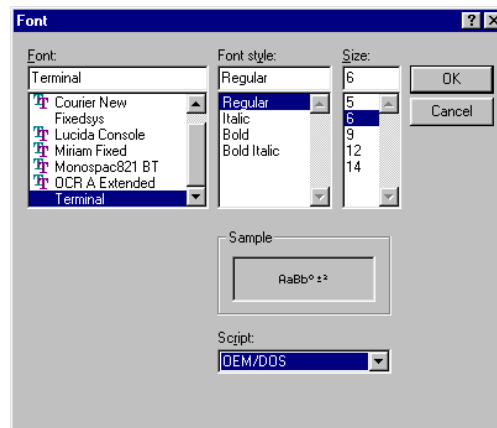 Font
Font: Font style: Size:
Terminal Regular 6 OK
Courier New Regular 5 Cancel
Fixedsys Italic 6
Lucida Console Bold 9
Miriam Fixed Bold Italic 12
Monospac821 BT 14
OCR A Extended
Terminal
Sample
AaBbº±²
Script:
OEM/DOS